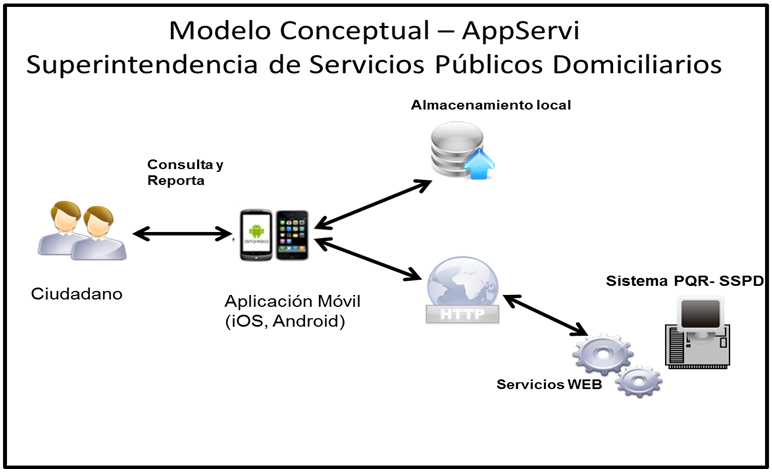 Modelo Conceptual – AppServi
Superintendencia de Servicios Públicos Domiciliarios
Almacenamiento local
Consulta y
Reporta
Ciudadano
ANDROID
Aplicación Móvil
(iOS, Android)
HTTP
Sistema PQR- SSPD
Servicios WEB